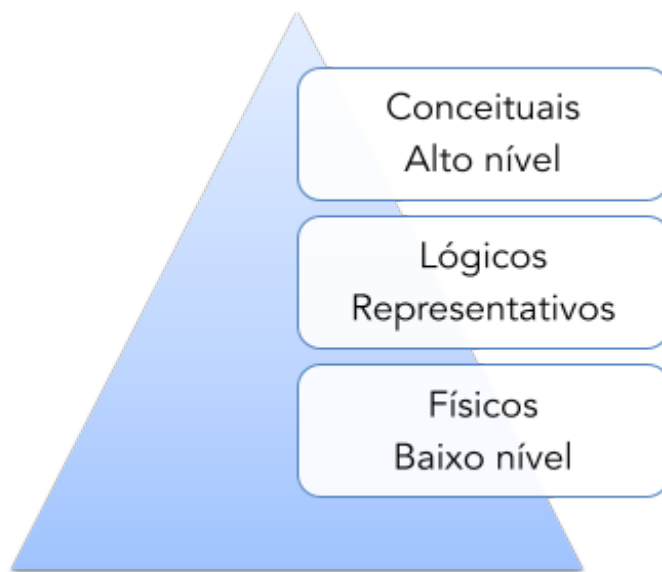 Conceituais
Alto nível
Lógicos
Representativos
Físicos
Baixo nível